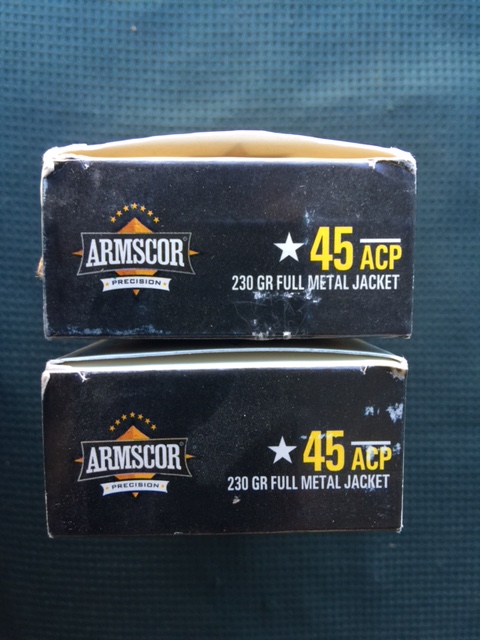 ARMSCOR
PRECISION
45 ACP
230 GR FULL METAL JACKET
ARMSCOR
PRECISION
45 ACP
230 GR FULL METAL JACKET